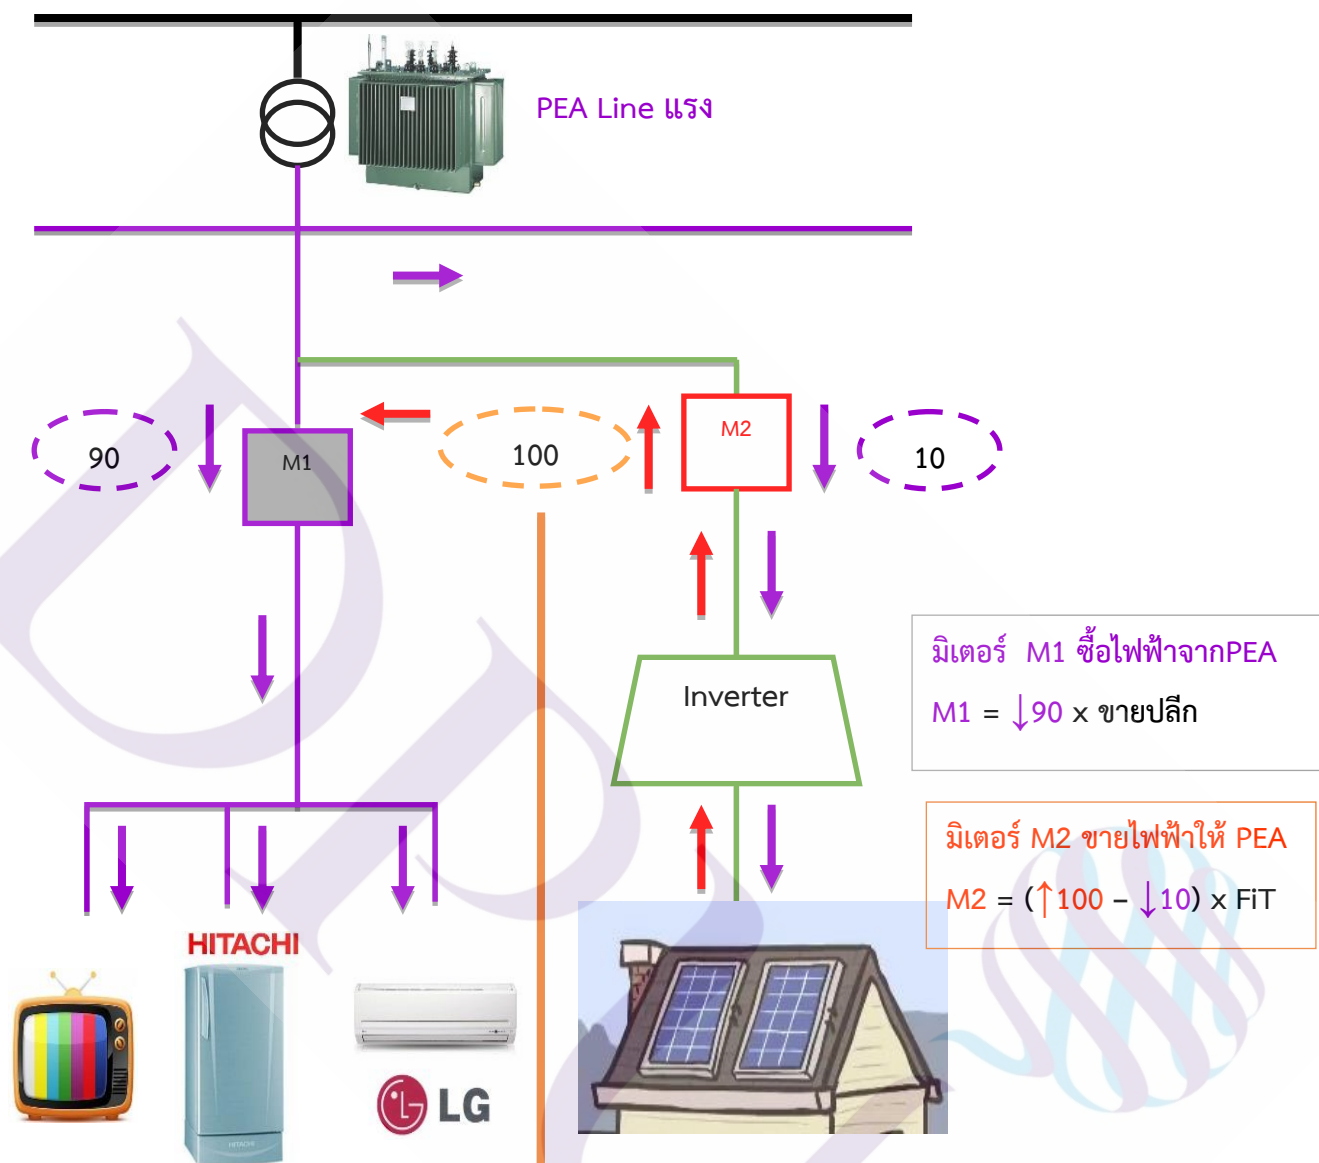 PEA Line แรง
90
M1
100
M2
10
Inverter
มิเตอร์ M1 ซื้อไฟฟ้าจากPEA
M1 = ↓90 x ขายปลีก
มิเตอร์ M2 ขายไฟฟ้าให้ PEA
M2 = (↑100 – ↓10) x FiT
HITACHI
HITACHI
LG
LG
DP